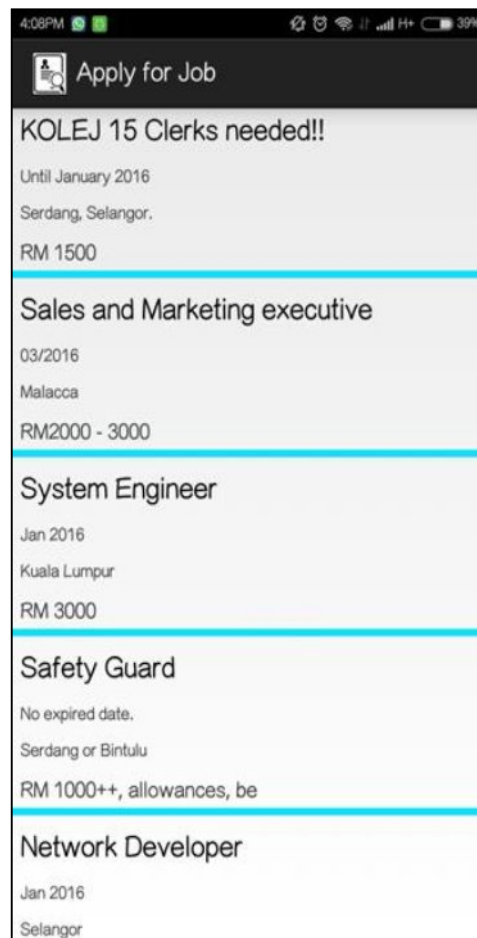 4:08PM H+ 39%
Apply for Job
KOLEJ 15 Clerks needed!!
Until January 2016
Serdang, Selangor.
RM 1500
Sales and Marketing executive
03/2016
Malacca
RM2000 - 3000
System Engineer
Jan 2016
Kuala Lumpur
RM 3000
Safety Guard
No expired date.
Serdang or Bintulu
RM 1000++, allowances, be
Network Developer
Jan 2016
Selangor